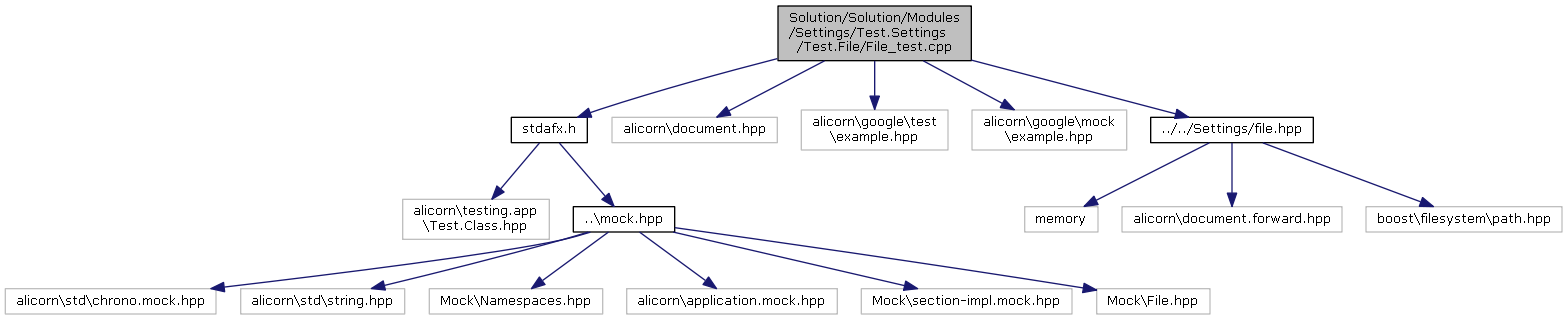 Solution/Solution/Modules
/Settings/Test.Settings
/Test.File/File_test.cpp
stdafx.h
alicorn\document.hpp
alicorn\google\test
\example.hpp
alicorn\google\mock
\example.hpp
../../Settings/file.hpp
alicorn\testing.app
\Test.Class.hpp
..\mock.hpp
memory
alicorn\document.forward.hpp
boost\filesystem\path.hpp
alicorn\std\chrono.mock.hpp
alicorn\std\string.hpp
Mock\Namespaces.hpp
alicorn\application.mock.hpp
Mock\section-impl.mock.hpp
Mock\File.hpp